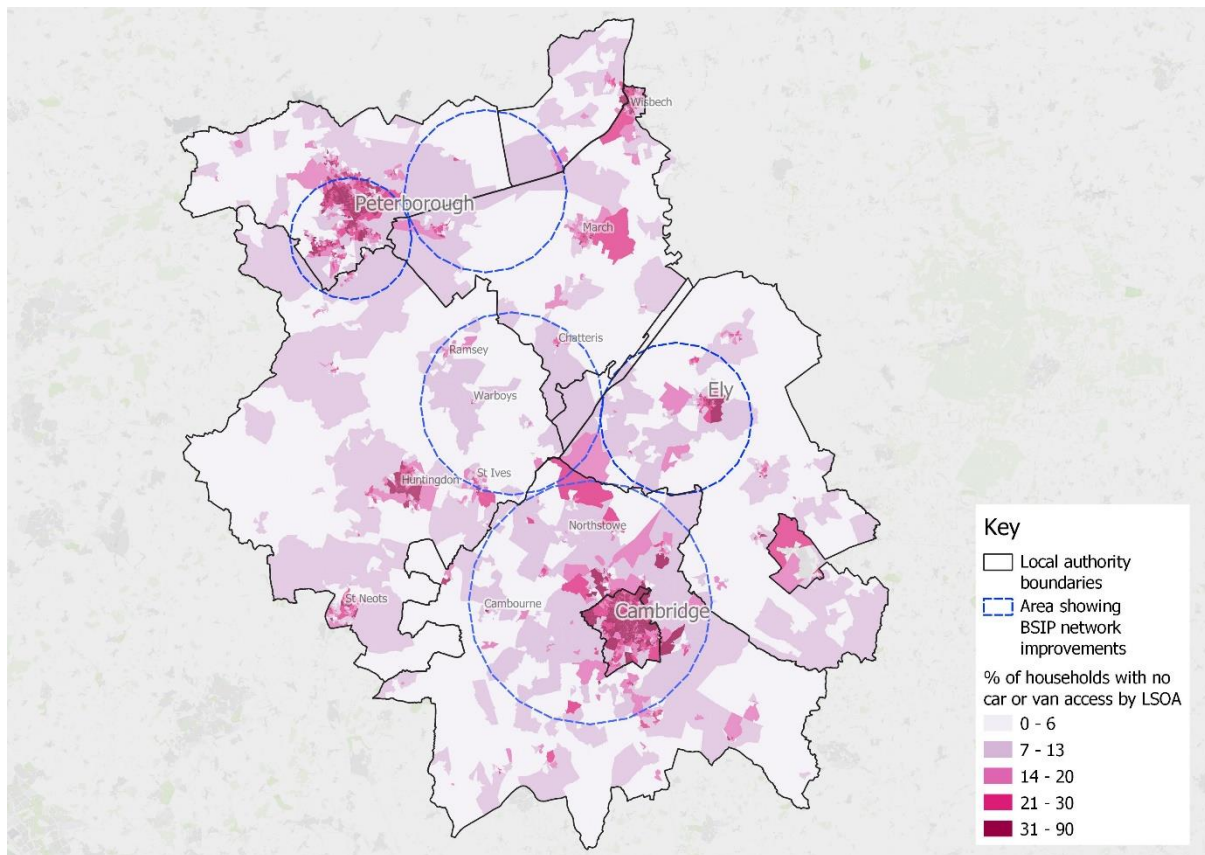 Wisbech
Peterborough
March
Chatteris
Ramsey
Ely
Warboys
St Ives
Huntingdon
Northstowe
St Neots
Cambourne
Cambridge
Key
Local authority
boundaries
Area showing
BSIP network
improvements
% of households with no
car or van access by LSOA
0 - 6
7 - 13
14 - 20
21 - 30
31 - 90